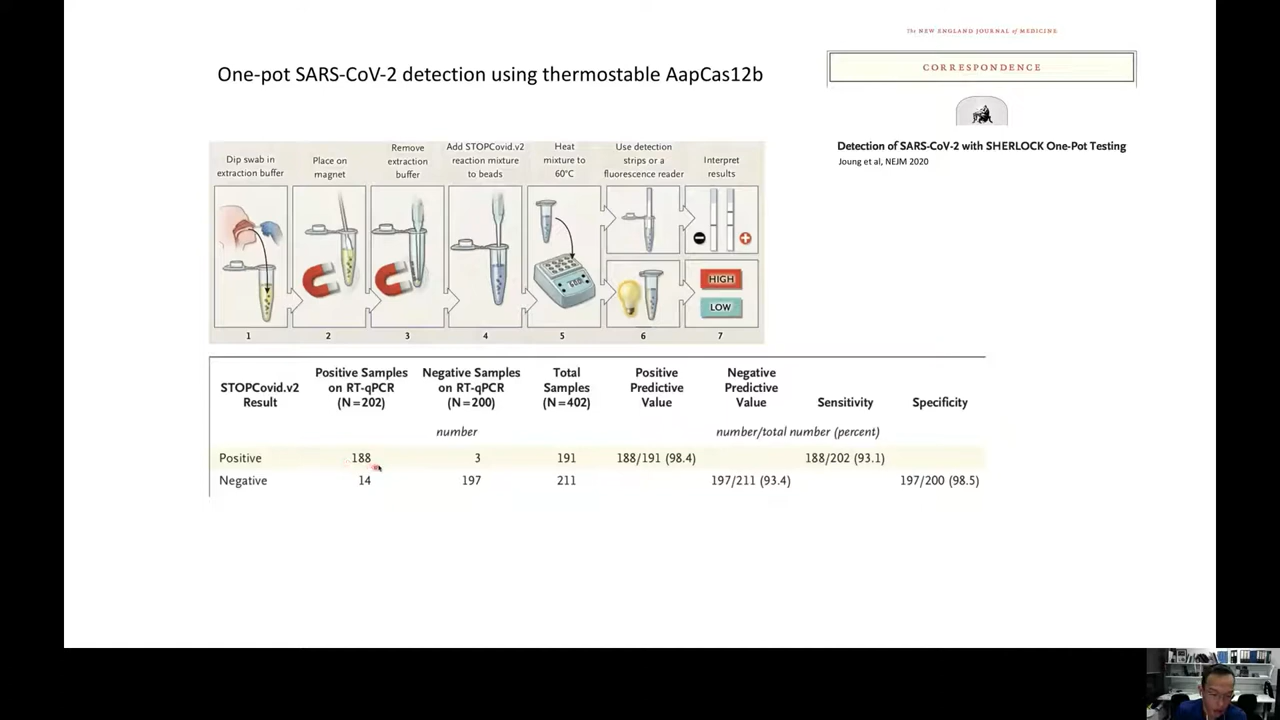 The NEW ENGLAND JOURNAL of MEDICINE
CORRESPONDENCE
One-pot SARS-CoV-2 detection using thermostable AapCas12b
Detection of SARS-CoV-2 with SHERLOCK One-Pot Testing
Joung et al, NEJM 2020
Dip swab in
extraction buffer
Place on
magnet
Remove
extraction
buffer
Add STOPCovid.v2
reaction mixture
to beads
Heat
mixture to
60°C
Use detection
strips or a
fluorescence reader
Interpret
results
HIGH
LOW
1 2 3 4 5 6 7
STOPCovid.v2
Result
Positive Samples
on RT-qPCR
(N=202)
Negative Samples
on RT-qPCR
(N=200)
Total
Samples
(N=402)
Positive
Predictive
Value
Negative
Predictive
Value
Sensitivity
Specificity
number
number/total number (percent)
Positive 188 3 191 188/191 (98.4) 188/202 (93.1)
Negative 14 197 211 197/211 (93.4) 197/200 (98.5)